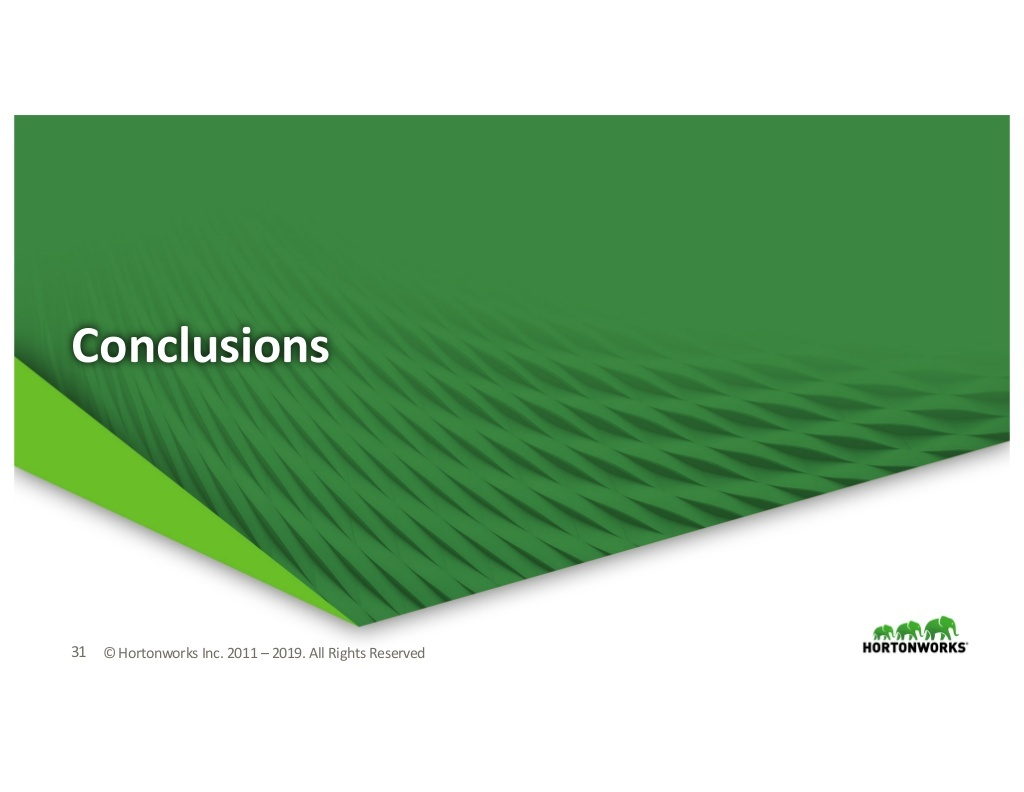 Conclusions
31 © Hortonworks Inc. 2011 – 2019. All Rights Reserved
HORTONWORKS